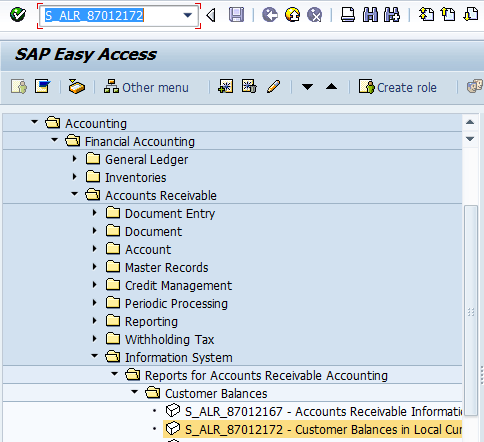 S_ALR_87012172
SAP Easy Access
Other menu
Create role
Accounting
Financial Accounting
General Ledger
Inventories
Accounts Receivable
Document Entry
Document
Account
Master Records
Credit Management
Periodic Processing
Reporting
Withholding Tax
Information System
Reports for Accounts Receivable Accounting
Customer Balances
S_ALR_87012167 - Accounts Receivable Informati
S_ALR_87012172 - Customer Balances in Local Cur